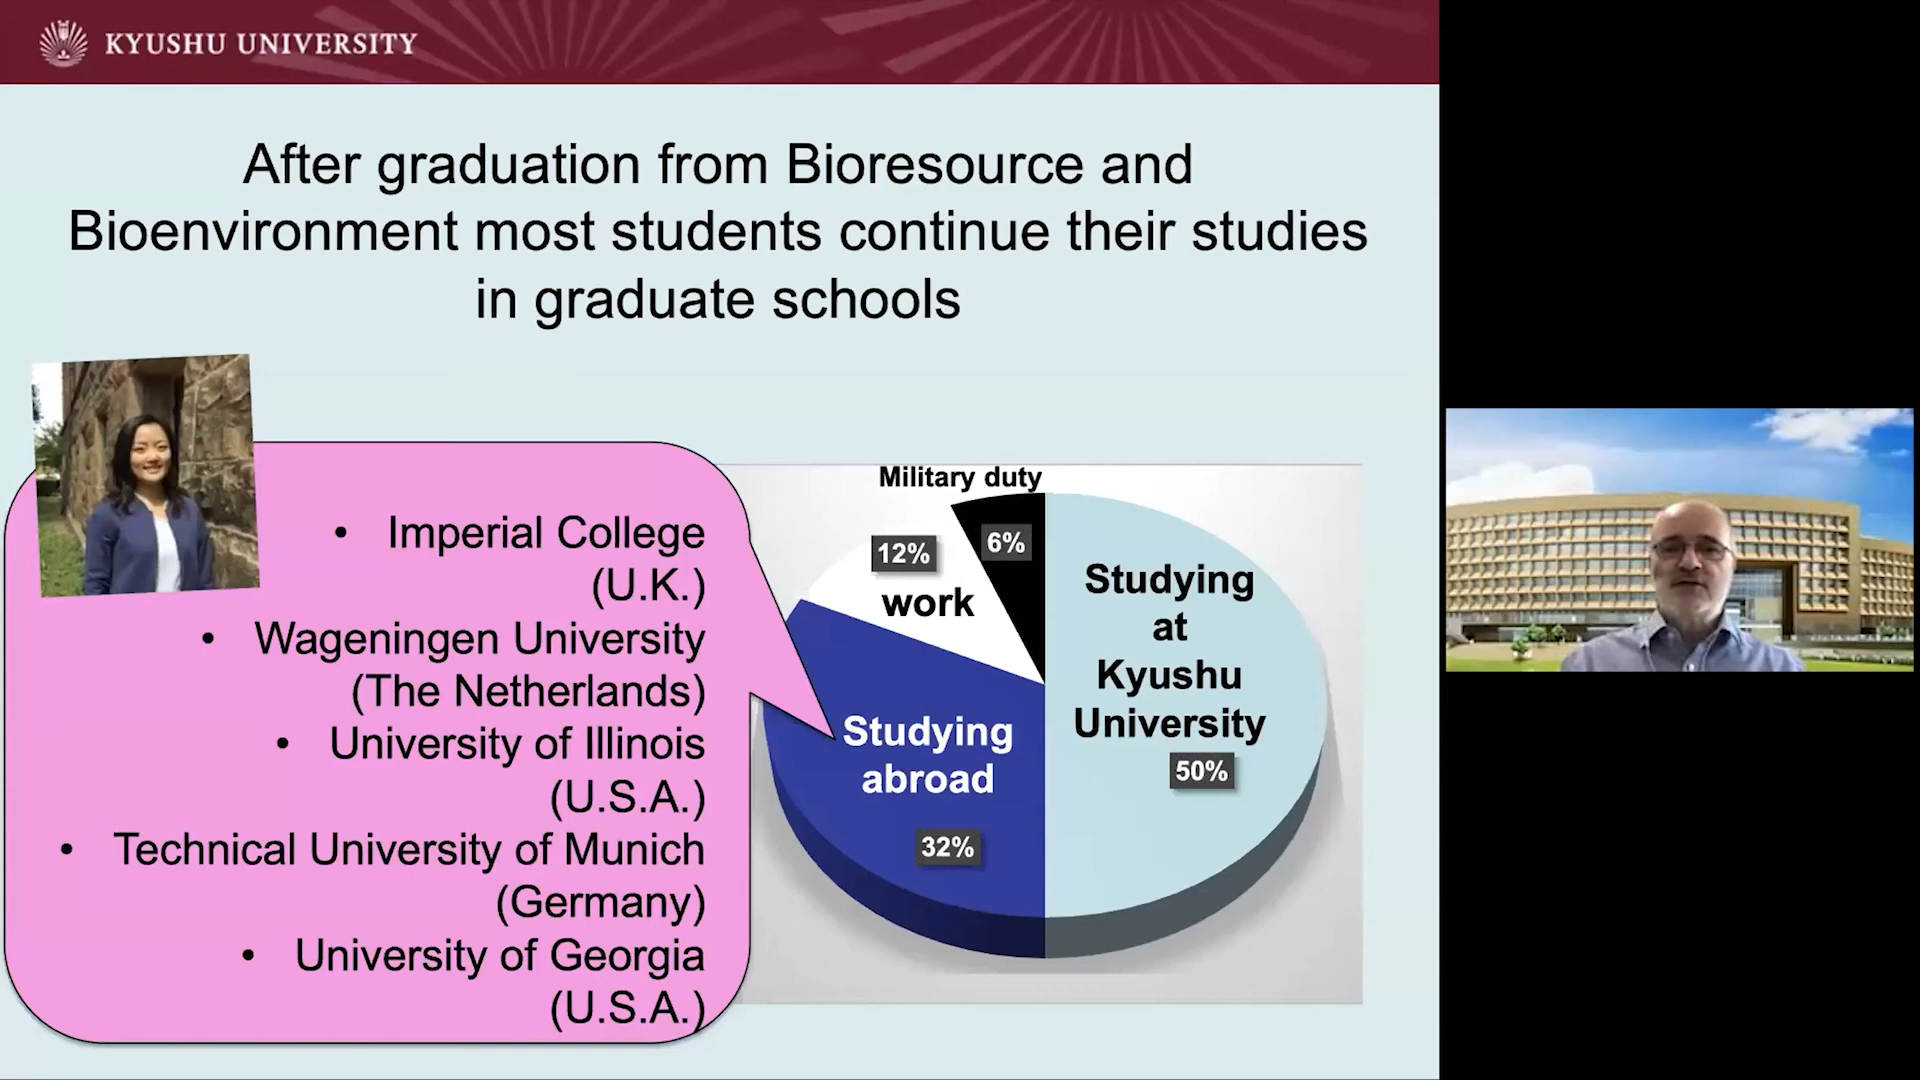 KYUSHU UNIVERSITY
After graduation from Bioresource and
Bioenvironment most students continue their studies
in graduate schools
• Imperial College
(U.K.)
• Wageningen University
(The Netherlands)
• University of Illinois
(U.S.A.)
• Technical University of Munich
(Germany)
• University of Georgia
(U.S.A.)
Military duty
6%
12%
work
Studying
abroad
32%
Studying
at
Kyushu
University
50%